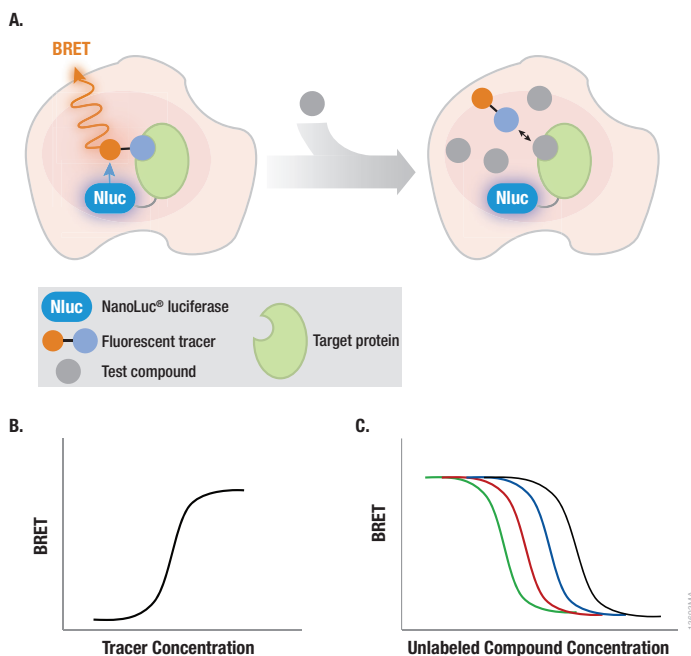 A.
BRET
Nluc
Nluc
Nluc NanoLuc® luciferase
Fluorescent tracer
Test compound
Target protein
B.
BRET
Tracer Concentration
C.
BRET
Unlabeled Compound Concentration